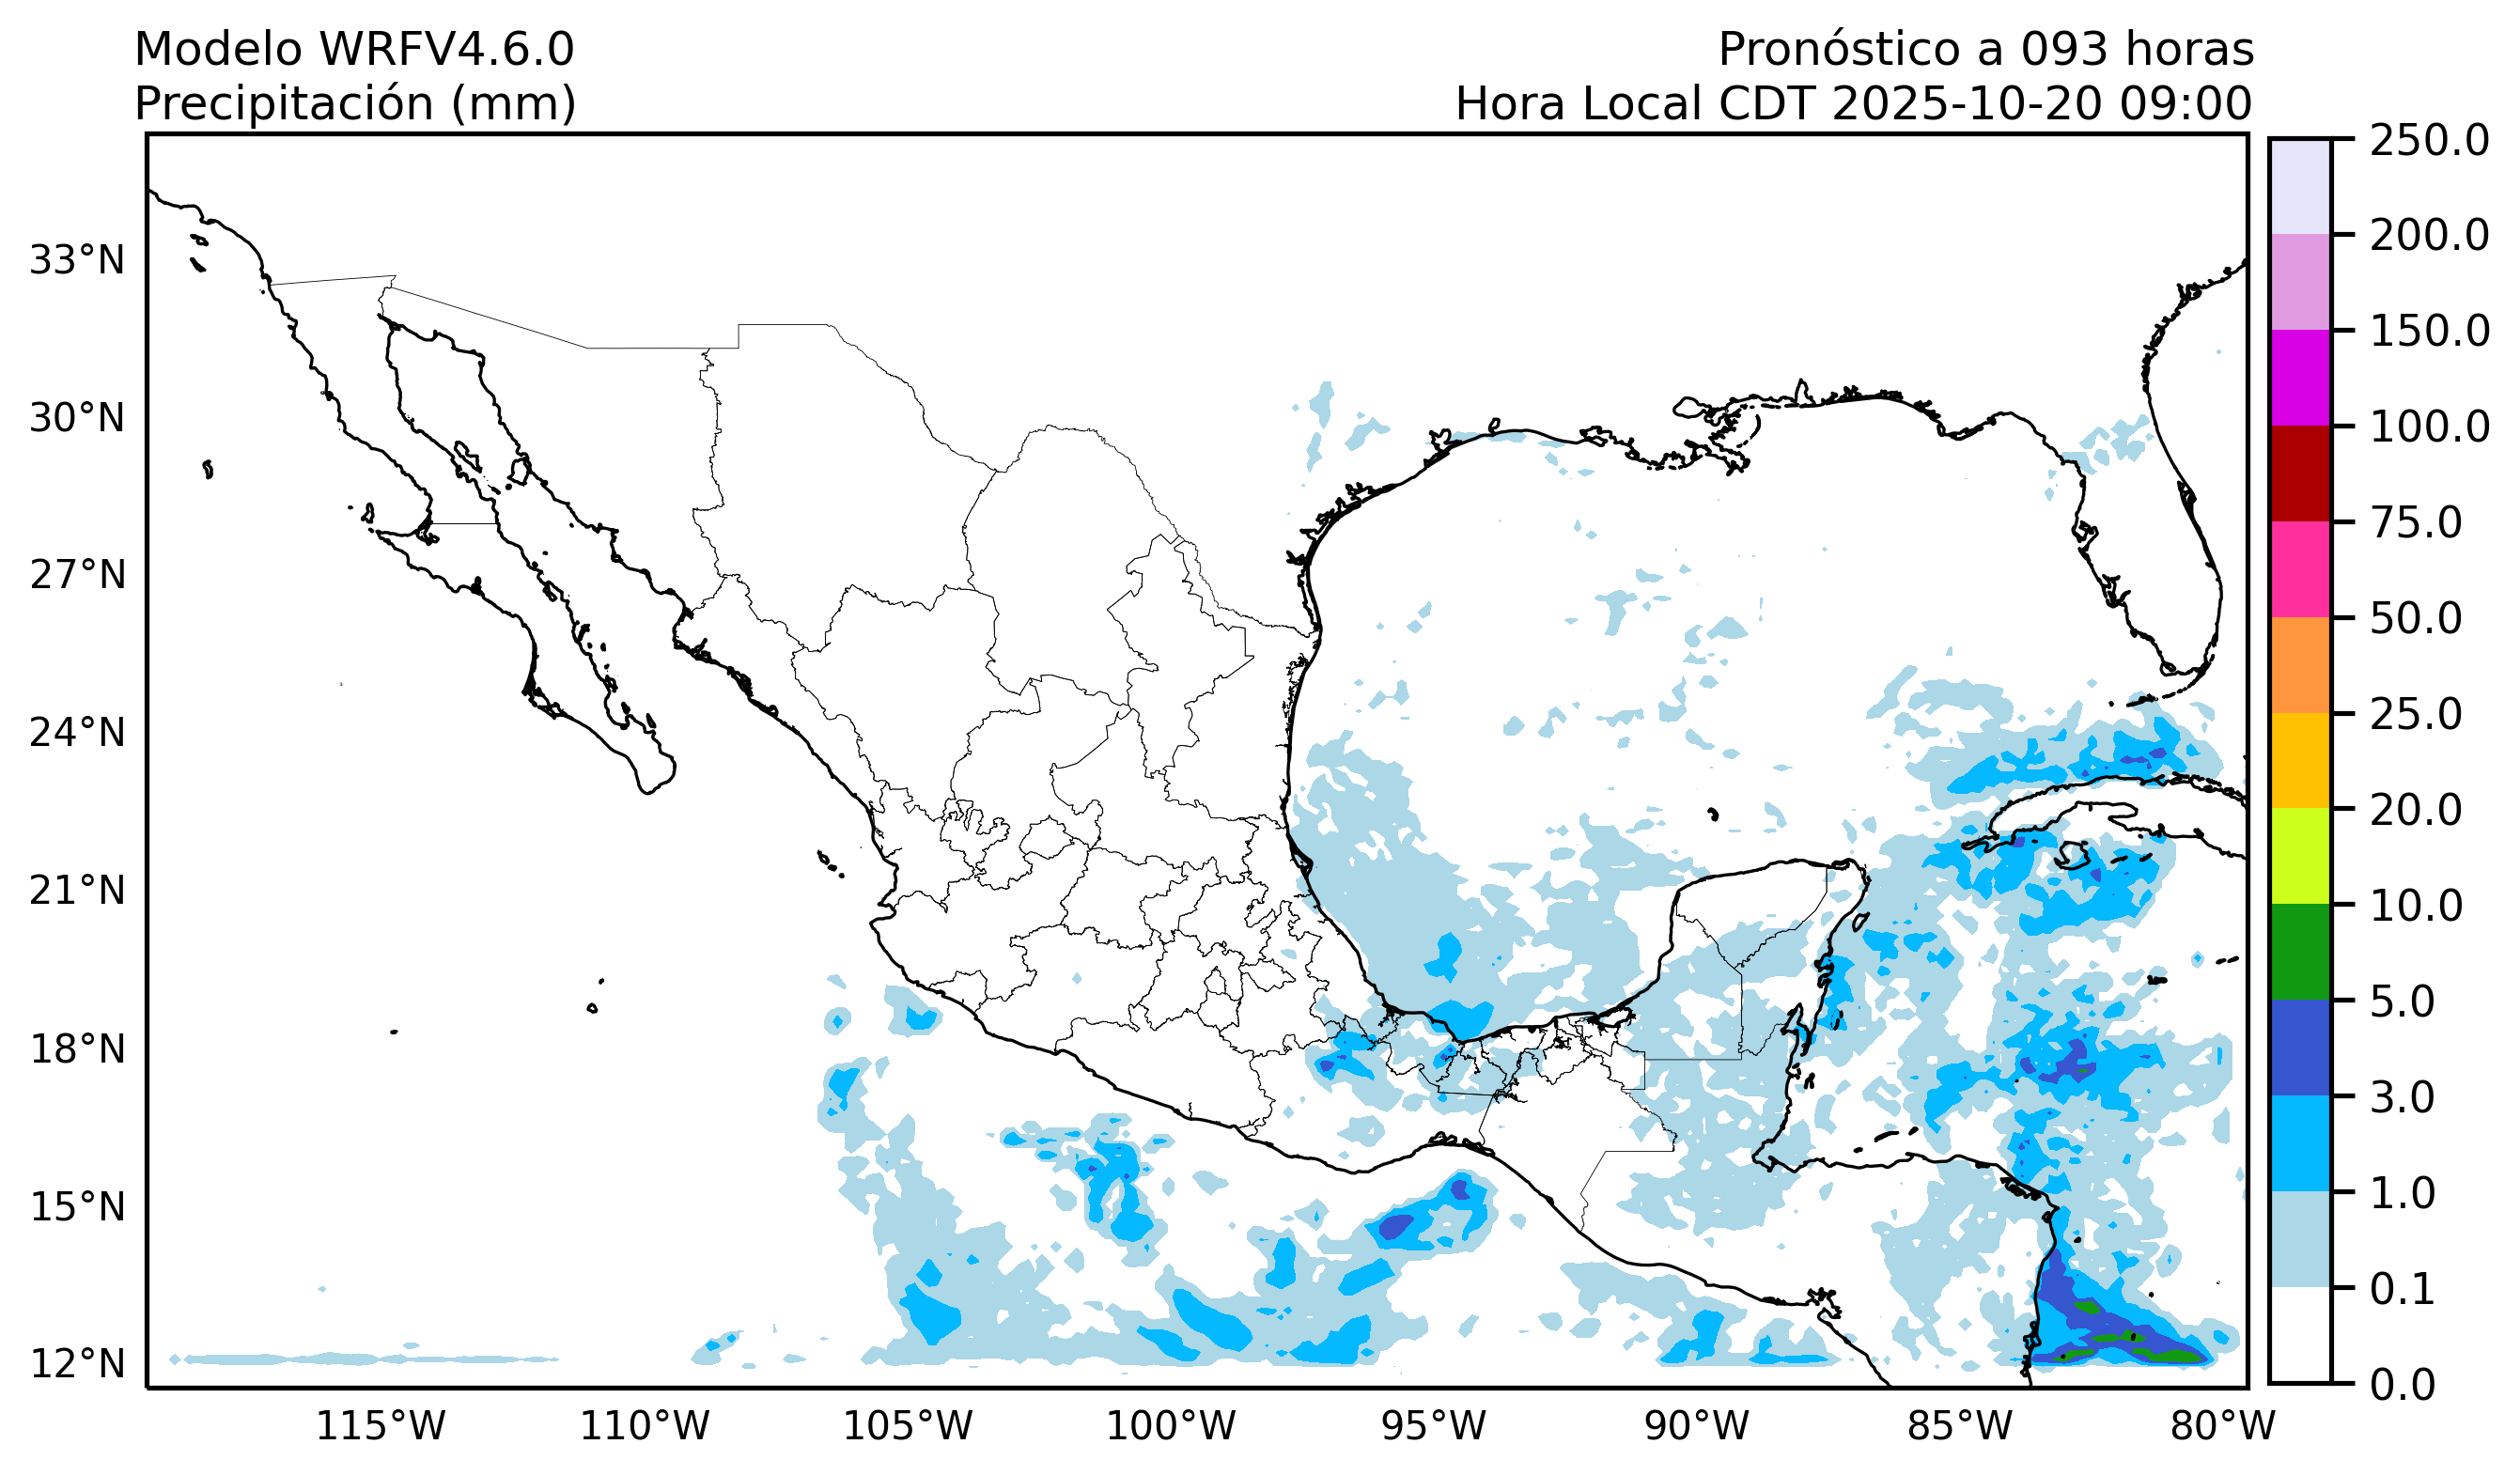 Modelo WRFV4.6.0
Precipitación (mm)
Pronóstico a 093 horas
Hora Local CDT 2025-10-20 09:00
33°N
30°N
27°N
24°N
21°N
18°N
15°N
12°N
115°W
110°W
105°W
100°W
95°W
90°W
85°W
80°W
250.0
200.0
150.0
100.0
75.0
50.0
25.0
20.0
10.0
5.0
3.0
1.0
0.1
0.0